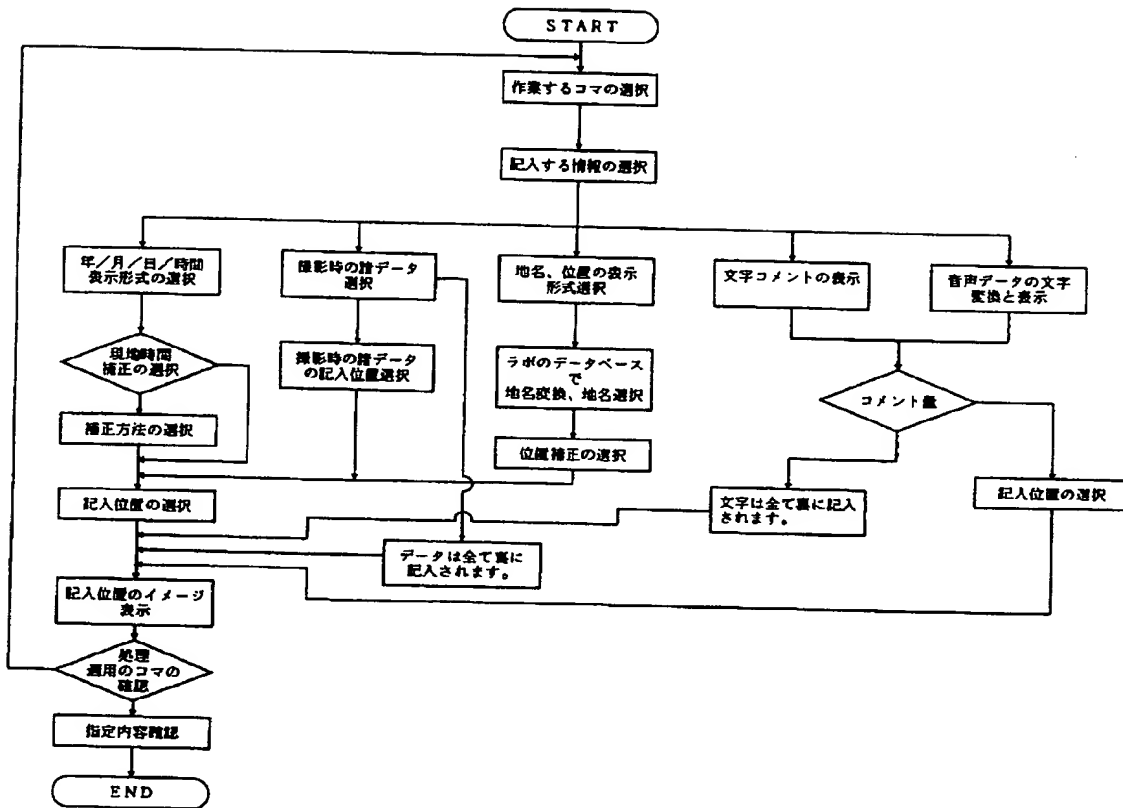 START
作業するコマの選択
記入する情報の選択
年／月／日／時間
表示形式の選択
撮影時の諸データ
選択
地名、位置の表示
形式選択
文字コメントの表示
音声データの文字
変換と表示
現地時間
補正の選択
撮影時の諸データ
の記入位置選択
ラボのデータベース
で
地名変換、地名選択
コメント量
補正方法の選択
位置補正の選択
記入位置の選択
文字は全て裏に記入
されます。
記入位置の選択
データは全て裏に
記入されます。
記入位置のイメージ
表示
処理
適用のコマの
確認
指定内容確認
END